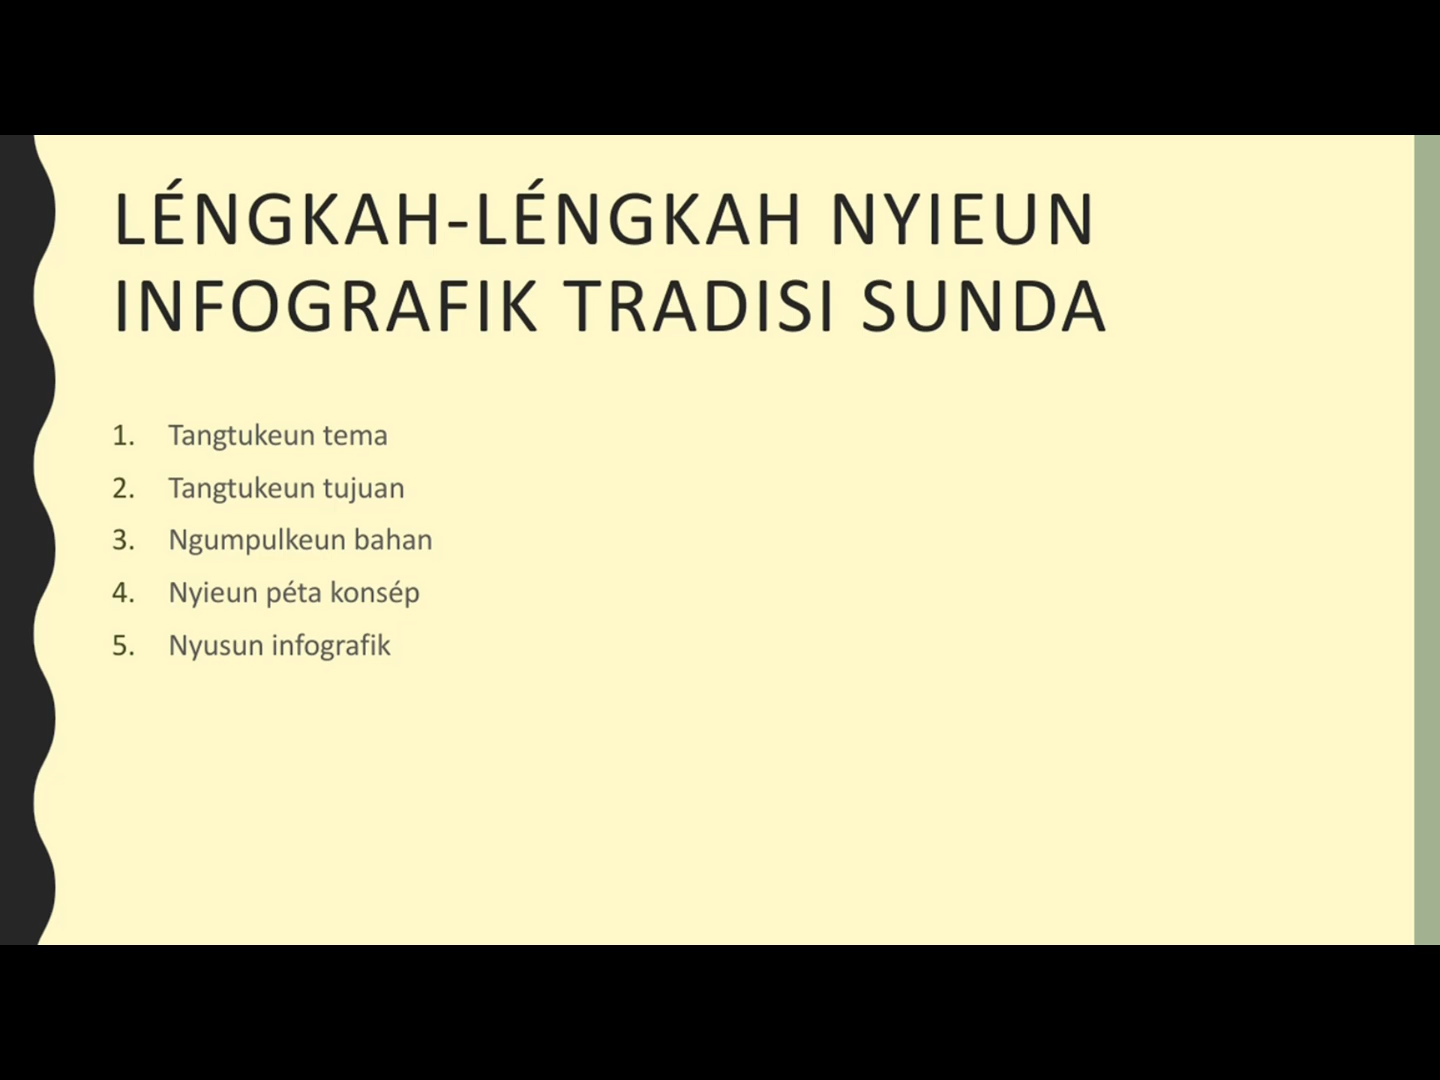 LÉNGKAH-LÉNGKAH NYIEUN
INFOGRAFIK TRADISI SUNDA
1. Tangtukeun tema
2. Tangtukeun tujuan
3. Ngumpulkeun bahan
4. Nyieun péta konsép
5. Nyusun infografik